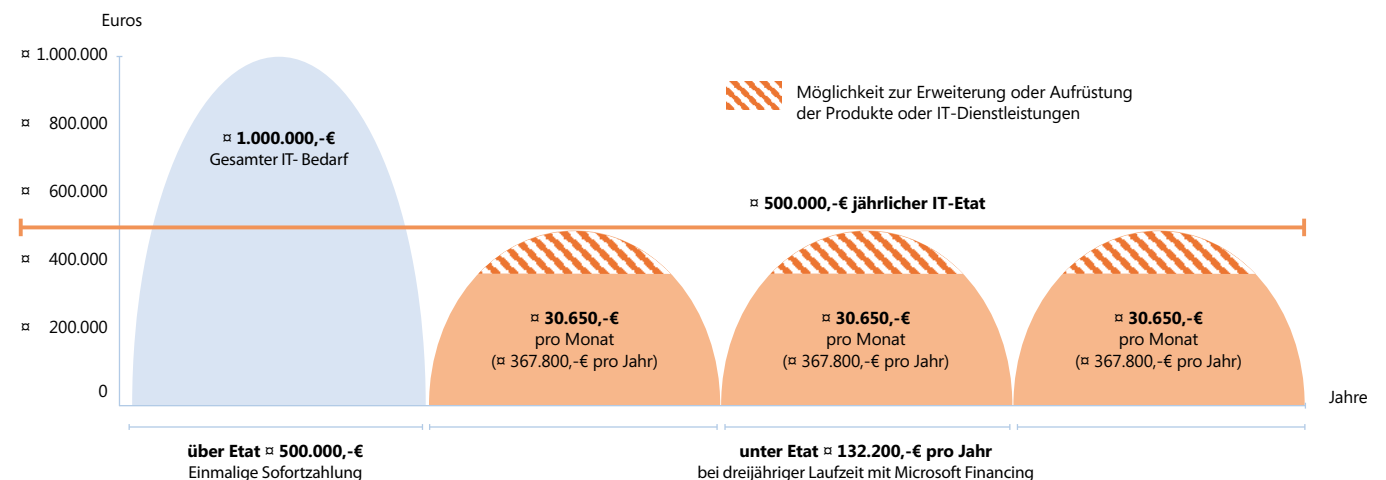 Euros
¤ 1.000.000
¤ 800.000
¤ 600.000
¤ 400.000
¤ 200.000
0
¤ 1.000.000,-€
Gesamter IT- Bedarf
Möglichkeit zur Erweiterung oder Aufrüstung
der Produkte oder IT-Dienstleistungen
¤ 500.000,-€ jährlicher IT-Etat
¤ 30.650,-€
pro Monat
(¤ 367.800,-€ pro Jahr)
¤ 30.650,-€
pro Monat
(¤ 367.800,-€ pro Jahr)
¤ 30.650,-€
pro Monat
(¤ 367.800,-€ pro Jahr)
Jahre
über Etat ¤ 500.000,-€
Einmalige Sofortzahlung
unter Etat ¤ 132.200,-€ pro Jahr
bei dreijähriger Laufzeit mit Microsoft Financing